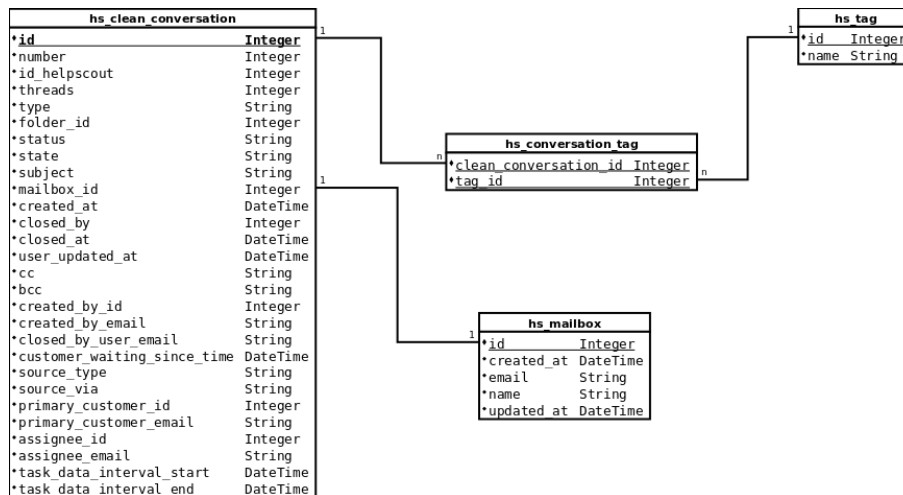 hs_clean_conversation
id Integer
number Integer
id_helpscout Integer
threads Integer
type String
folder_id Integer
status String
state String
subject String
mailbox_id Integer
created_at DateTime
closed_by Integer
closed_at DateTime
user_updated_at DateTime
cc String
bcc String
created_by_id Integer
created_by_email String
closed_by_user_email String
customer_waiting_since_time DateTime
source_type String
source_via String
primary_customer_id Integer
primary_customer_email String
assignee_id Integer
assignee_email String
task_data_interval_start DateTime
task_data_interval_end DateTime
1
1
hs_conversation_tag
n
clean_conversation_id Integer
tag_id Integer
n
hs_tag
1
id Integer
name String
hs_mailbox
1
id Integer
created_at DateTime
email String
name String
updated_at DateTime